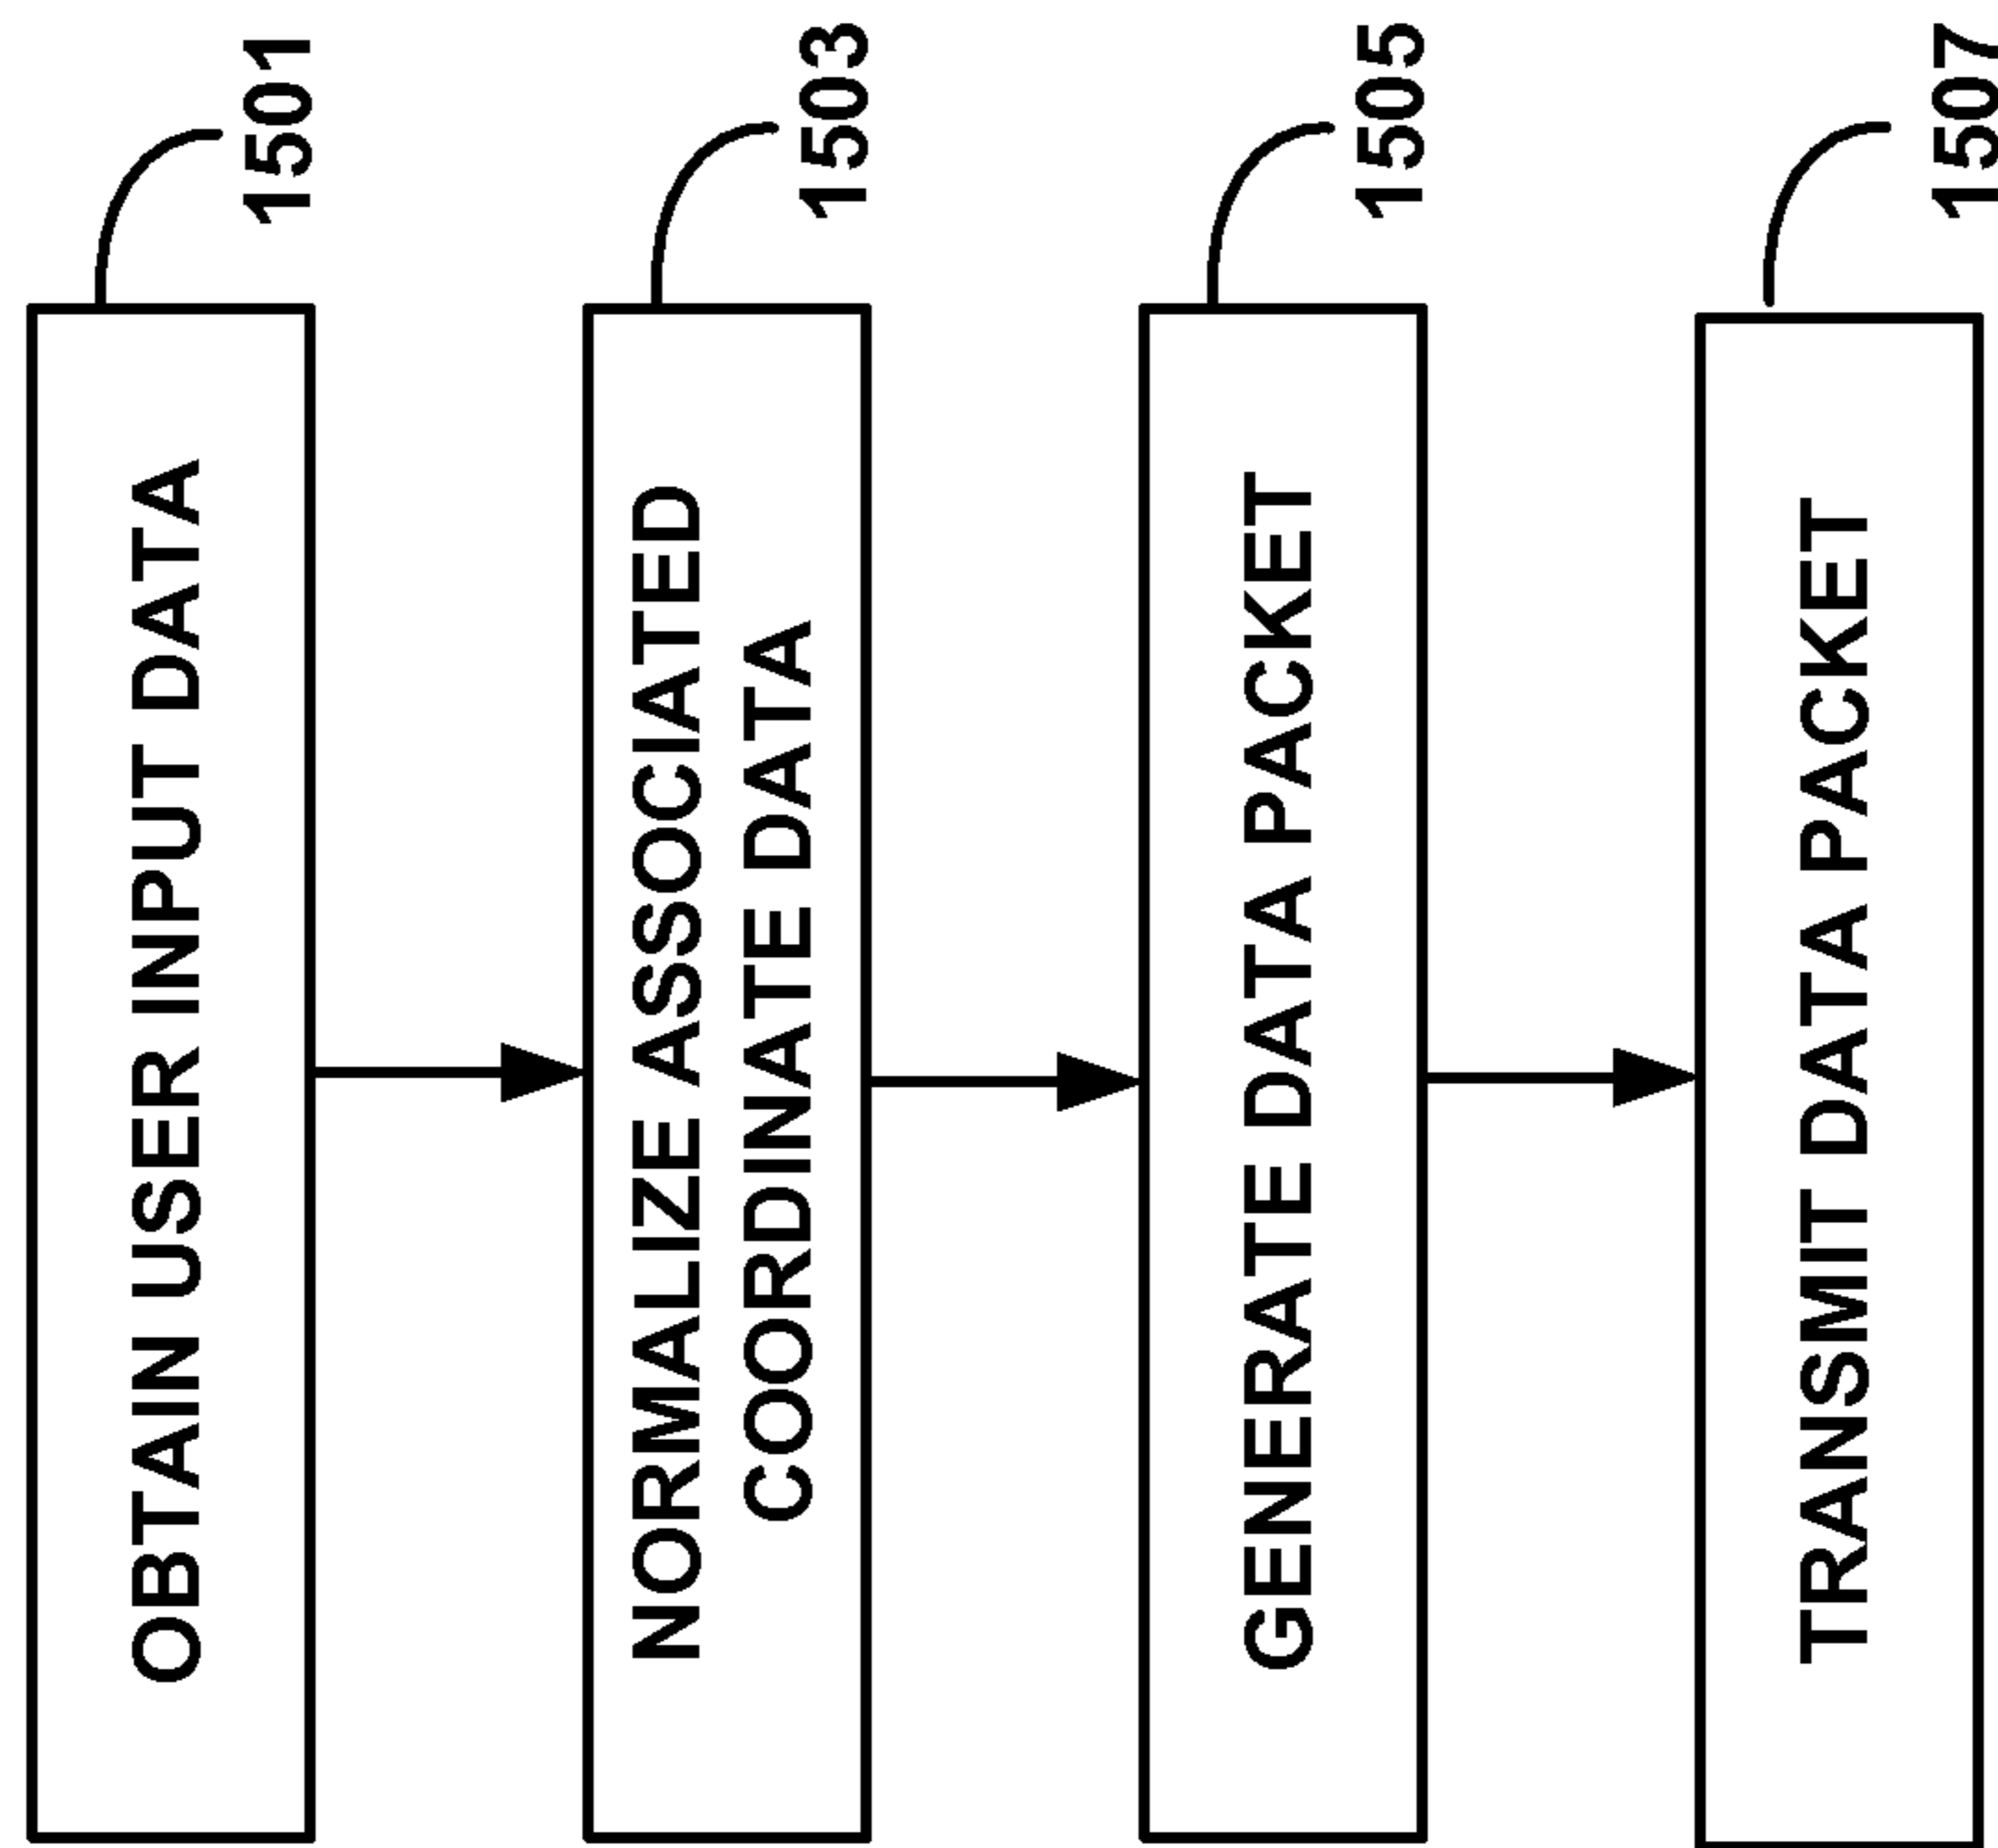 OBTAIN USER INPUT DATA
1501
NORMALIZE ASSOCIATED
COORDINATE DATA
1503
GENERATE DATA PACKET
1505
TRANSMIT DATA PACKET
1507